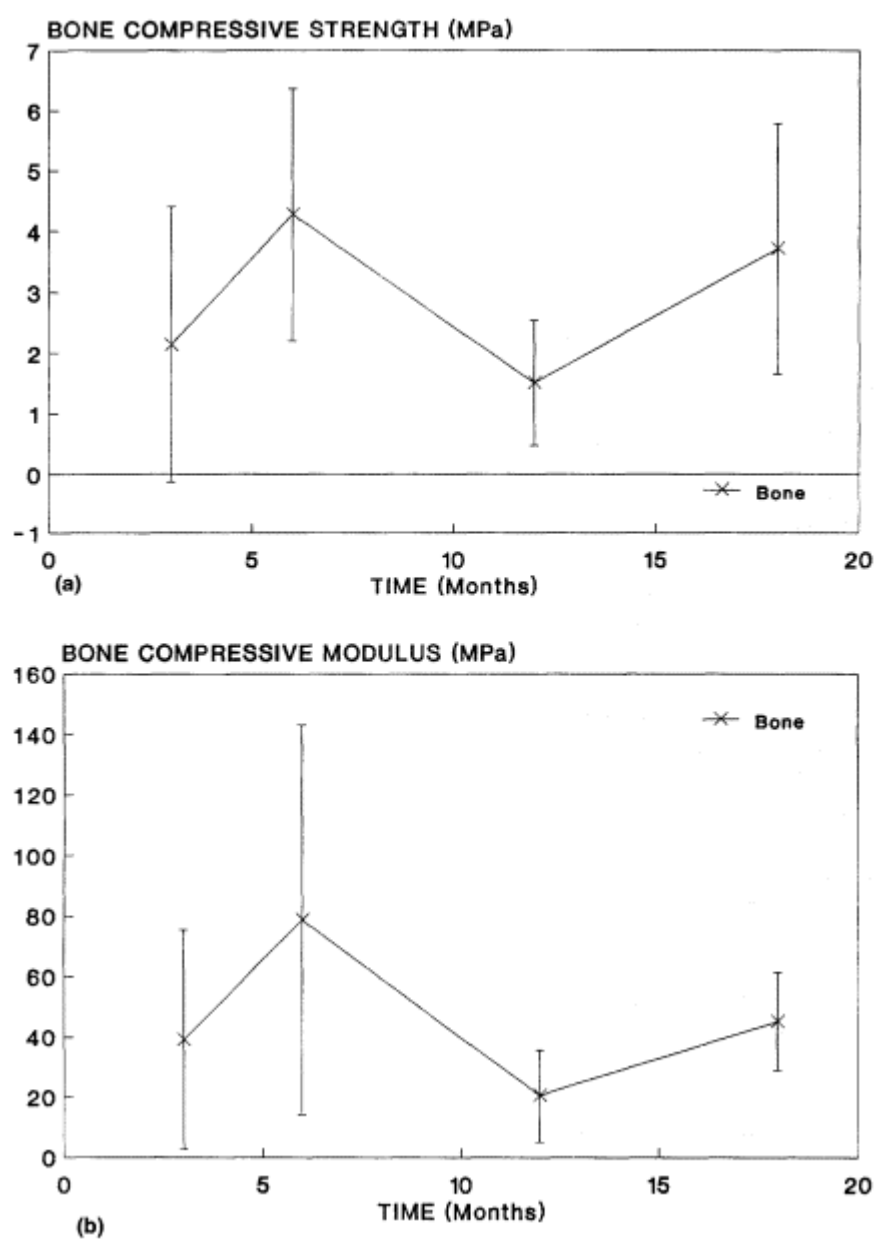 BONE COMPRESSIVE STRENGTH (MPa)
7
6
5
4
3
2
1
0
-1
Bone
0 5 10 15 20
(a)
TIME (Months)
BONE COMPRESSIVE MODULUS (MPa)
160
140
120
100
80
60
40
20
0
Bone
0 5 10 15 20
TIME (Months)
(b)